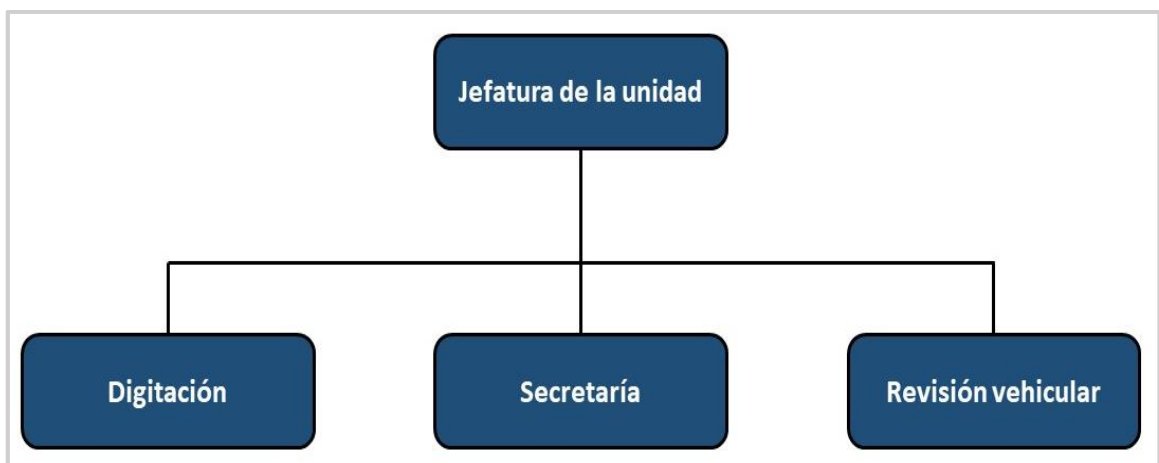 Jefatura de la unidad
Digitación
Secretaría
Revisión vehicular